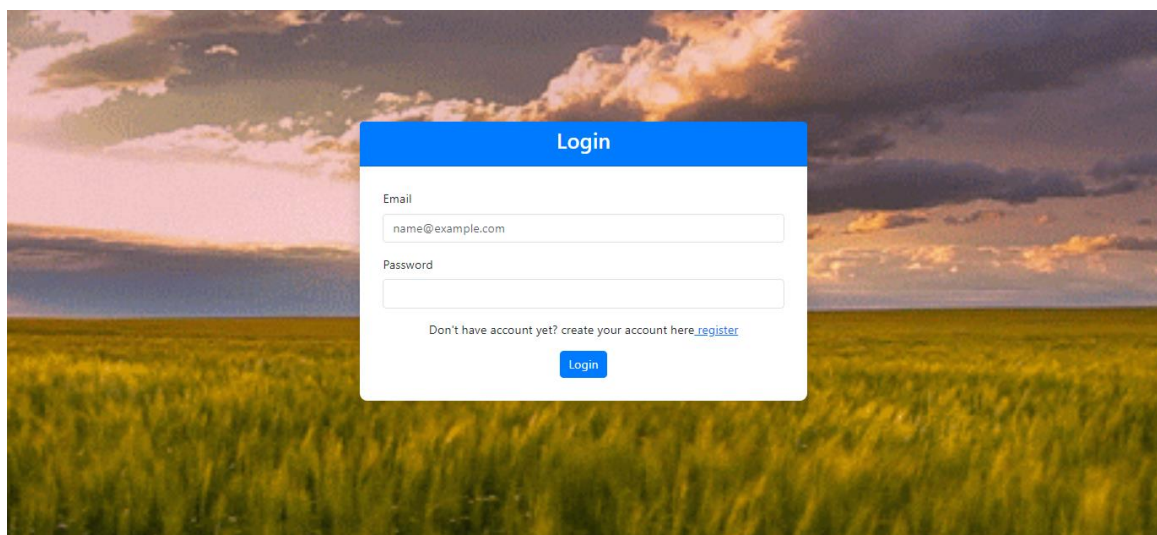 Login
Email
name@example.com
Password
Don't have account yet? create your account here register
Login